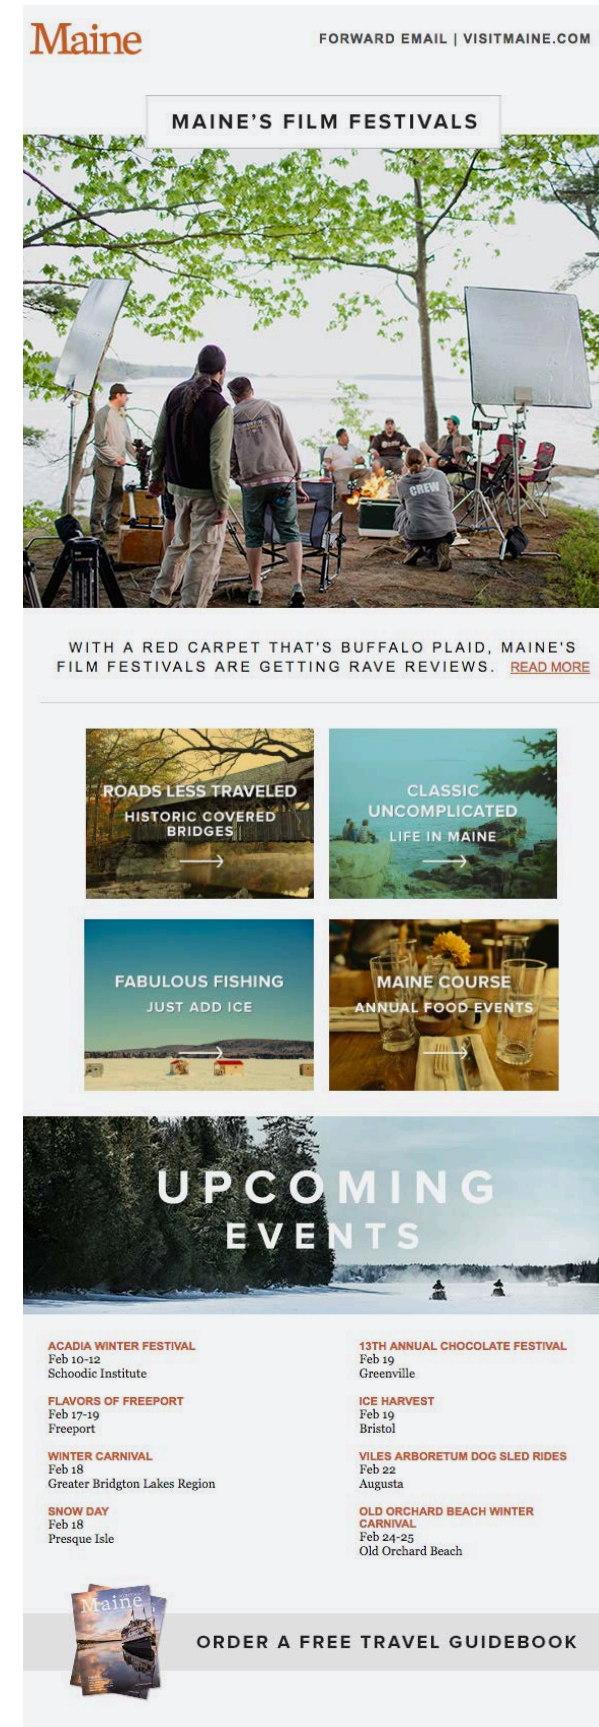 Maine
FORWARD EMAIL | VISITMAINE.COM
MAINE'S FILM FESTIVALS
CREW
WITH A RED CARPET THAT'S BUFFALO PLAID, MAINE'S
FILM FESTIVALS ARE GETTING RAVE REVIEWS. READ MORE
ROADS LESS TRAVELED
HISTORIC COVERED
BRIDGES
CLASSIC
UNCOMPLICATED
LIFE IN MAINE
FABULOUS FISHING
JUST ADD ICE
MAINE COURSE
ANNUAL FOOD EVENTS
UPCOMING
EVENTS
ACADIA WINTER FESTIVAL
Feb 10-12
Schoodic Institute
FLAVORS OF FREEPORT
Feb 17-19
Freeport
WINTER CARNIVAL
Feb 18
Greater Bridgton Lakes Region
SNOW DAY
Feb 18
Presque Isle
13TH ANNUAL CHOCOLATE FESTIVAL
Feb 19
Greenville
ICE HARVEST
Feb 19
Bristol
VILES ARBORETUM DOG SLED RIDES
Feb 22
Augusta
OLD ORCHARD BEACH WINTER
CARNIVAL
Feb 24-25
Old Orchard Beach
Maine
ORDER A FREE TRAVEL GUIDEBOOK